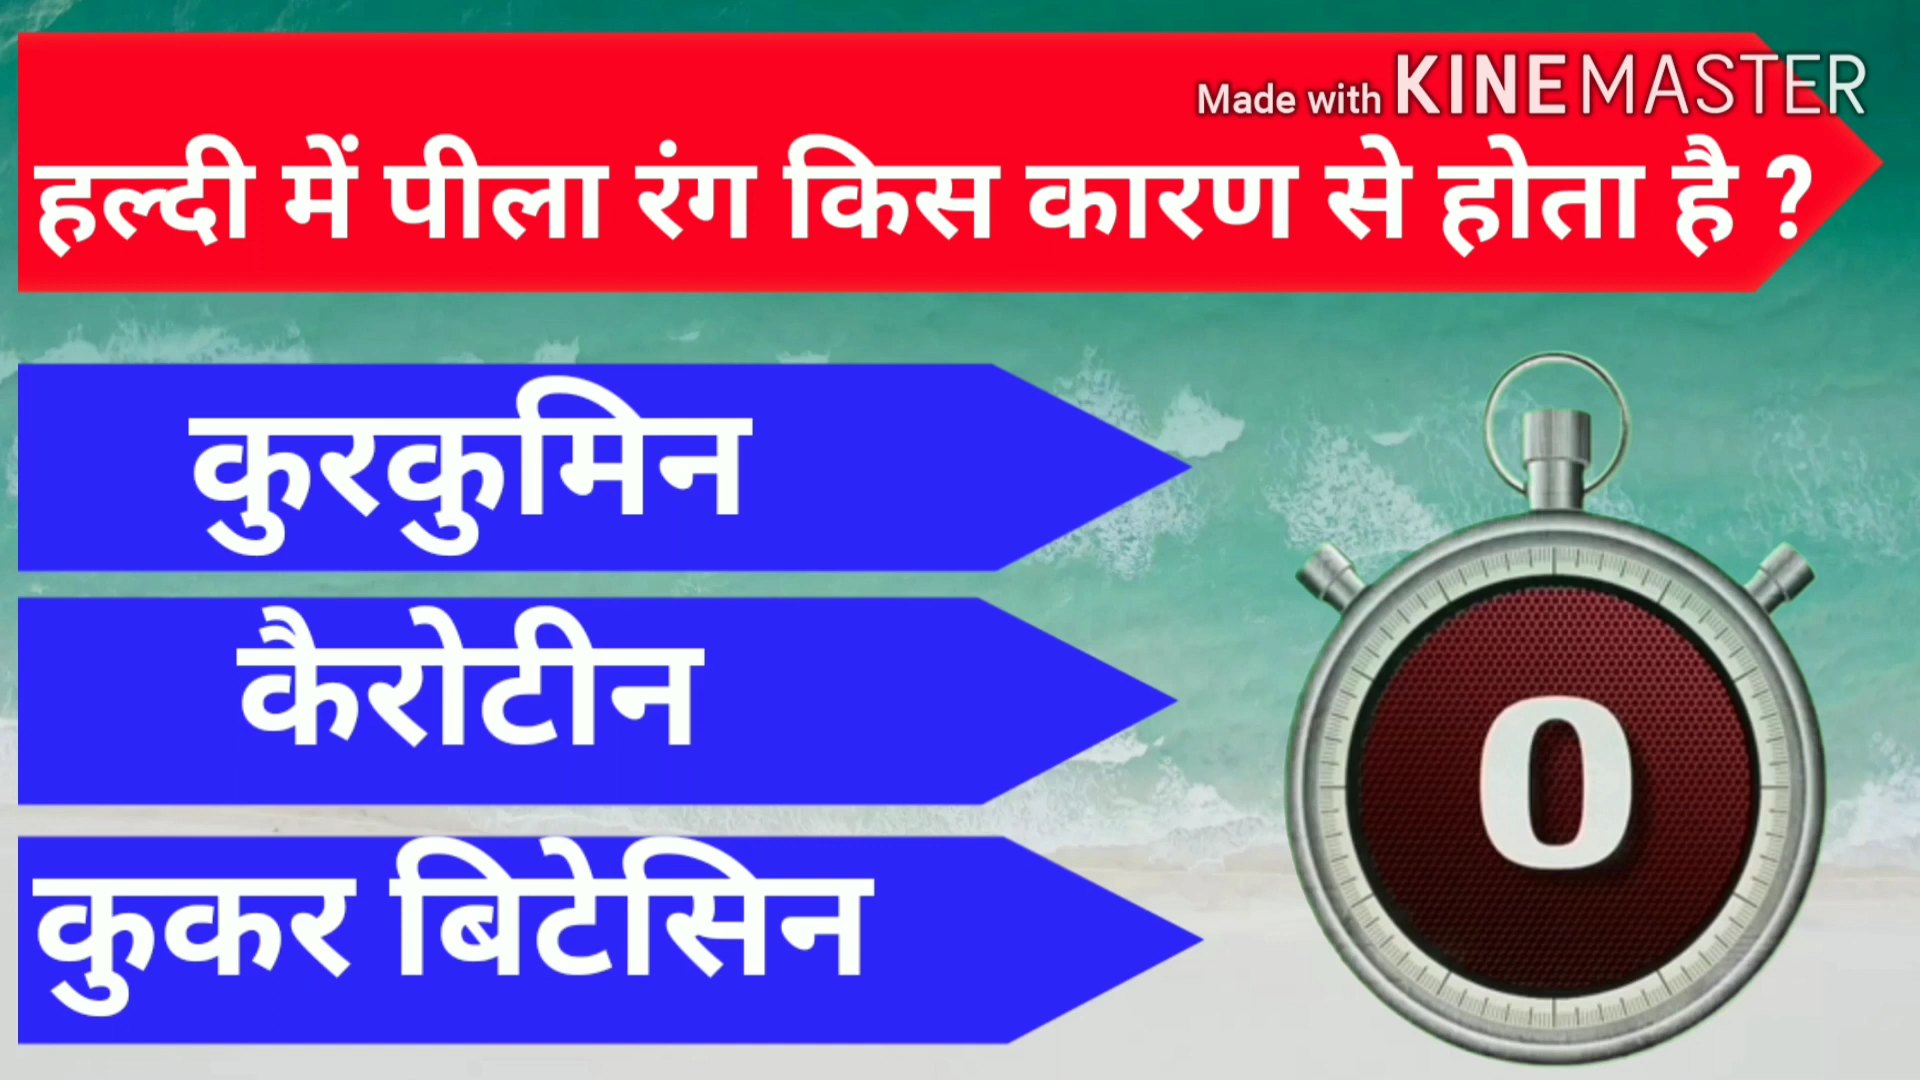 Made with KINEMASTER
हल्दी में पीला रंग किस कारण से होता है ?
कुरकुमिन
कैरोटीन
कुकर बिटेसिन
0